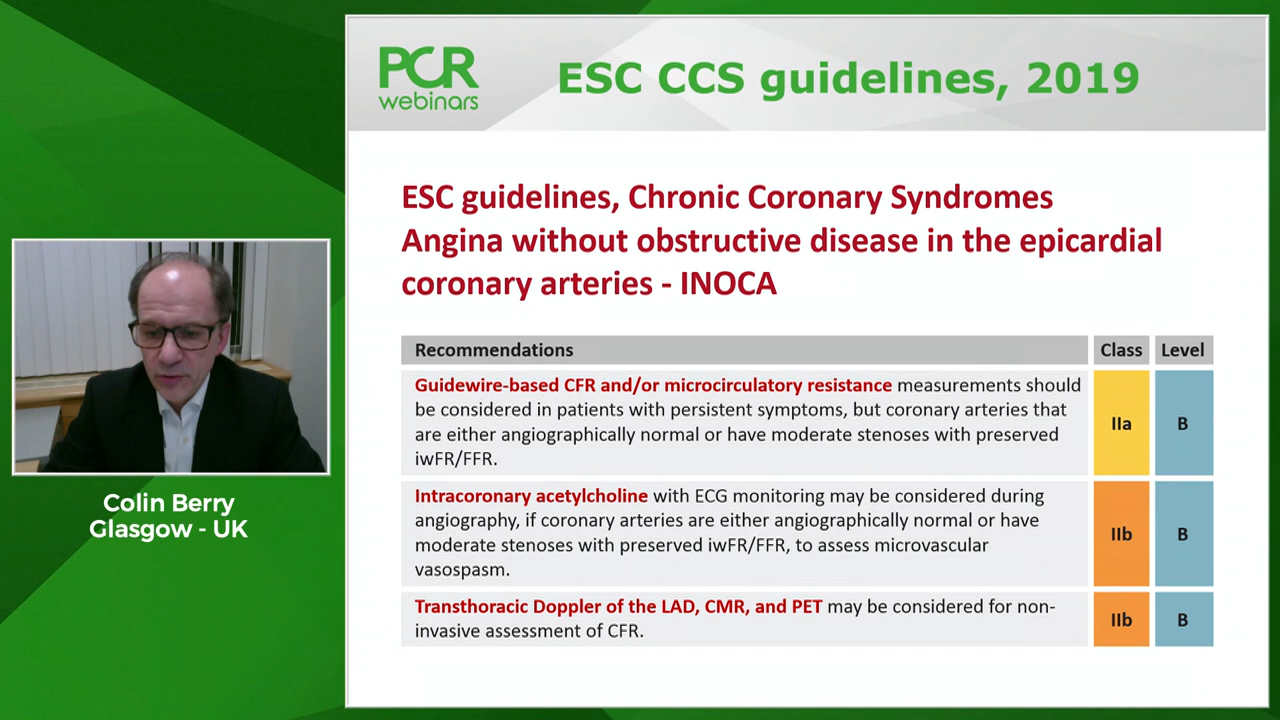 PCR
webinars
ESC CCS guidelines, 2019
ESC guidelines, Chronic Coronary Syndromes
Angina without obstructive disease in the epicardial
coronary arteries - INOCA
Recommendations Class Level
Guidewire-based CFR and/or microcirculatory resistance measurements should
be considered in patients with persistent symptoms, but coronary arteries that
are either angiographically normal or have moderate stenoses with preserved
iwFR/FFR.
IIa B
Intracoronary acetylcholine with ECG monitoring may be considered during
angiography, if coronary arteries are either angiographically normal or have
moderate stenoses with preserved iwFR/FFR, to assess microvascular
vasospasm.
IIb B
Transthoracic Doppler of the LAD, CMR, and PET may be considered for non-
invasive assessment of CFR.
IIb B
Colin Berry
Glasgow - UK